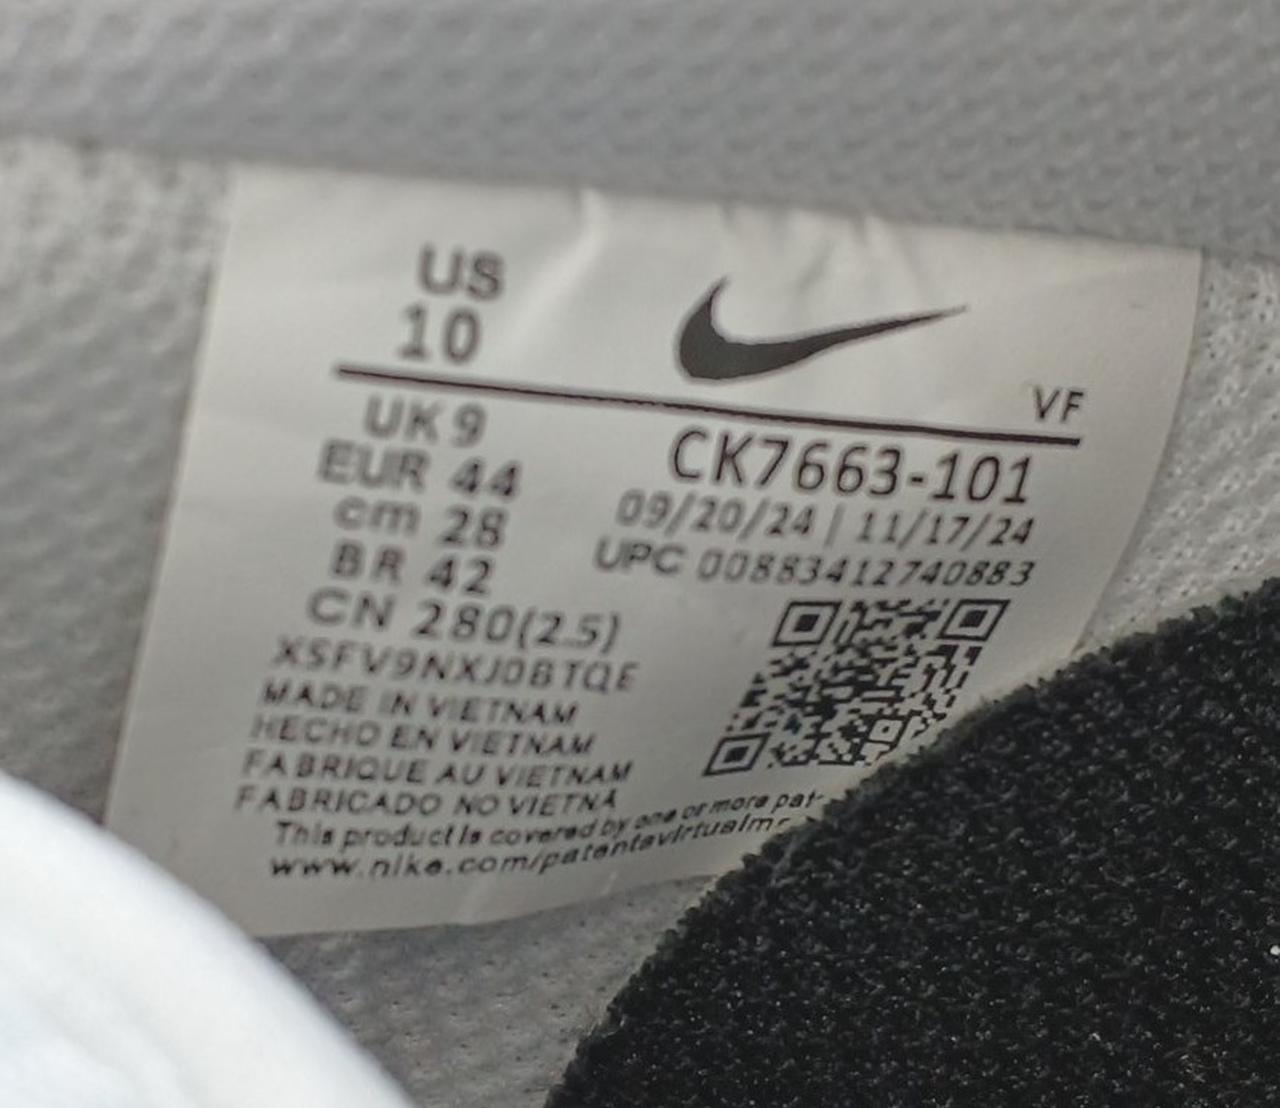 US
10
VF
UK 9
EUR 44
cm 28
BR 42
CN 280(2.5)
CK7663-101
09/20/24 | 11/17/24
UPC 00883412740883
XSFV9NXJ0BTQE
MADE IN VIETNAM
HECHO EN VIETNAM
FABRIQUE AU VIETNAM
FABRICADO NO VIETNÃ
This product is covered by one or more pat-
www.nike.com/patentsvirtualm